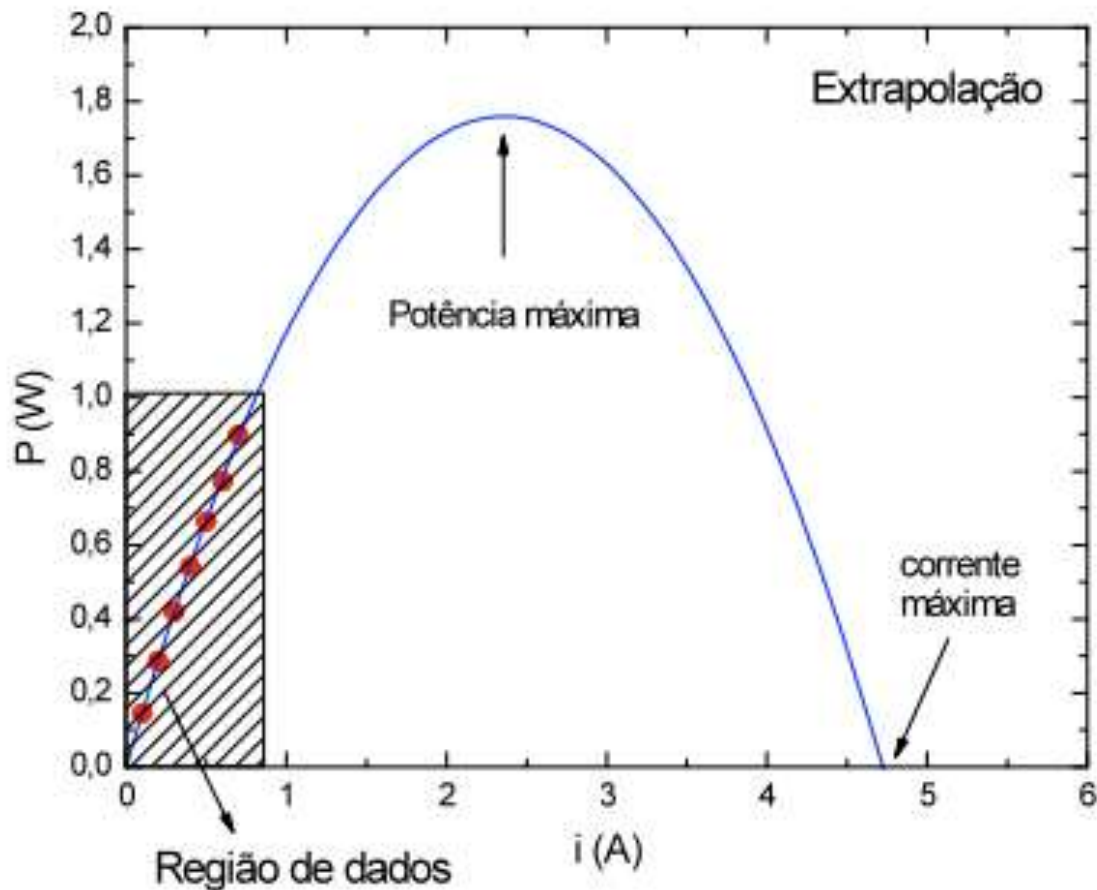 2,0
1,8
1,6
1,4
1,2
1,0
0,8
0,6
0,4
0,2
0,0
P (W)
Extrapolação
Potência máxima
corrente
máxima
0 1 2 3 4 5 6
i (A)
Região de dados